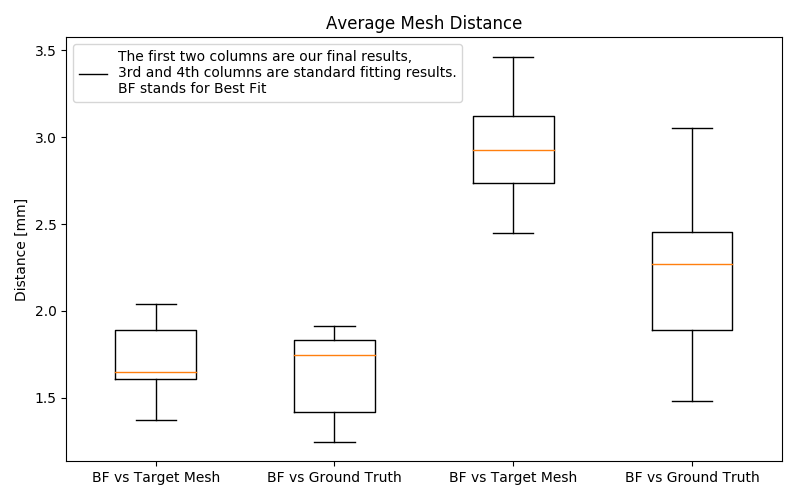 Average Mesh Distance
The first two columns are our final results,
3rd and 4th columns are standard fitting results.
BF stands for Best Fit
Distance [mm]
3.5
3.0
2.5
2.0
1.5
BF vs Target Mesh
BF vs Ground Truth
BF vs Target Mesh
BF vs Ground Truth